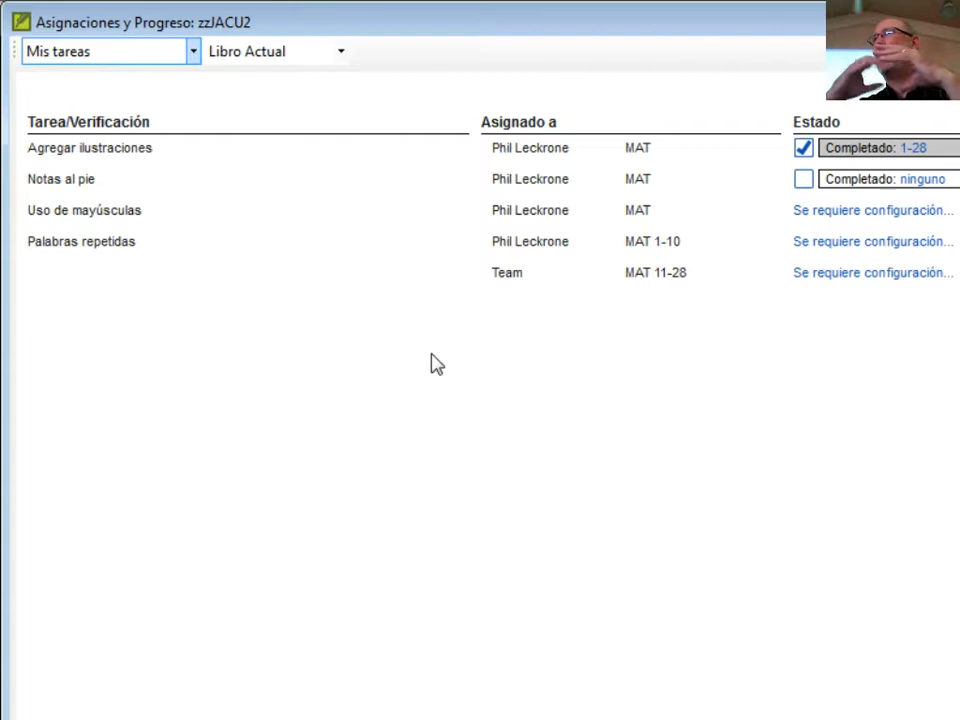 Asignaciones y Progreso: zzJACU2
Mis tareas Libro Actual
Tarea/Verificación Asignado a Estado
Agregar ilustraciones Phil Leckrone MAT Completado: 1-28
Notas al pie Phil Leckrone MAT Completado: ninguno
Uso de mayúsculas Phil Leckrone MAT Se requiere configuración...
Palabras repetidas Phil Leckrone MAT 1-10 Se requiere configuración...
Team MAT 11-28 Se requiere configuración...